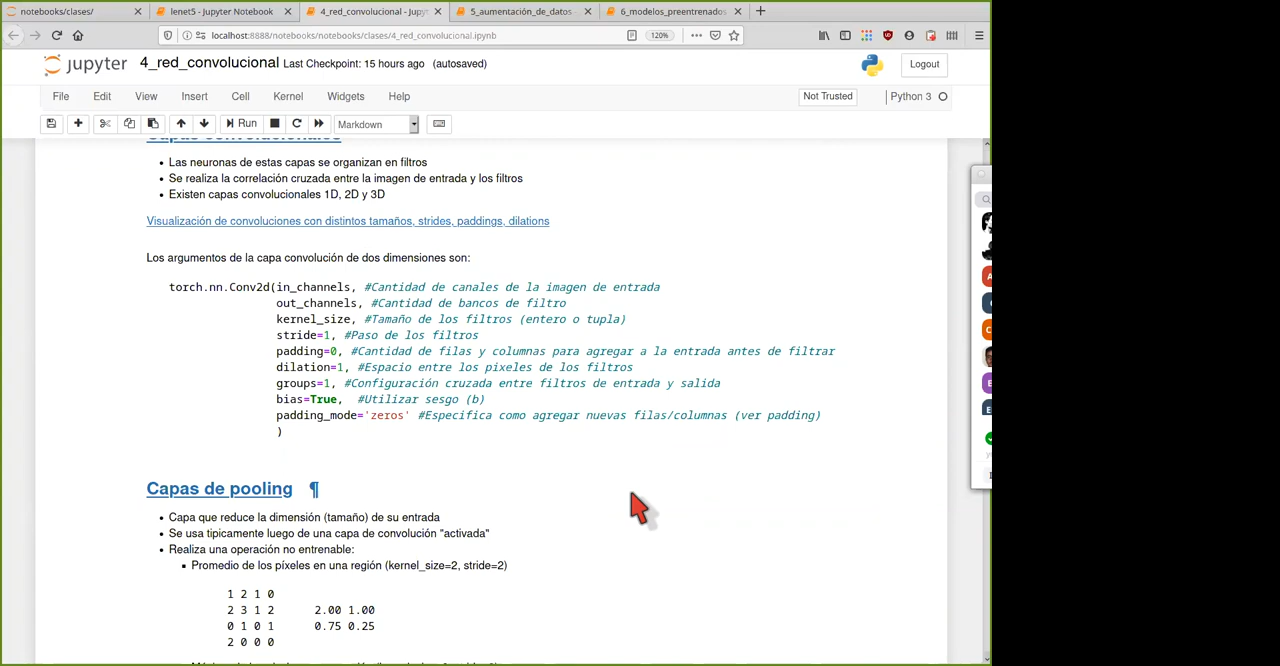 notebooks/clases/
lenet5 - Jupyter Notebook
4_red_convolucional - Jupyt
5_aumentación_de_datos -
6_modelos_preentrenados
localhost:8888/notebooks/notebooks/clases/4_red_convolucional.ipynb
120%
jupyter 4_red_convolucional Last Checkpoint: 15 hours ago (autosaved)
Logout
File Edit View Insert Cell Kernel Widgets Help
Not Trusted
Python 3
Run
Markdown
Capas convolucionales
• Las neuronas de estas capas se organizan en filtros
• Se realiza la correlación cruzada entre la imagen de entrada y los filtros
• Existen capas convolucionales 1D, 2D y 3D
Visualización de convoluciones con distintos tamaños, strides, paddings, dilations
Los argumentos de la capa convolución de dos dimensiones son:
torch.nn.Conv2d(in_channels, #Cantidad de canales de la imagen de entrada
out_channels, #Cantidad de bancos de filtro
kernel_size, #Tamaño de los filtros (entero o tupla)
stride=1, #Paso de los filtros
padding=0, #Cantidad de filas y columnas para agregar a la entrada antes de filtrar
dilation=1, #Espacio entre los pixeles de los filtros
groups=1, #Configuración cruzada entre filtros de entrada y salida
bias=True, #Utilizar sesgo (b)
padding_mode='zeros' #Especifica como agregar nuevas filas/columnas (ver padding)
)
Capas de pooling ¶
• Capa que reduce la dimensión (tamaño) de su entrada
• Se usa tipicamente luego de una capa de convolución "activada"
• Realiza una operación no entrenable:
▪ Promedio de los píxeles en una región (kernel_size=2, stride=2)
1 2 1 0
2 3 1 2 2.00 1.00
0 1 0 1 0.75 0.25
2 0 0 0